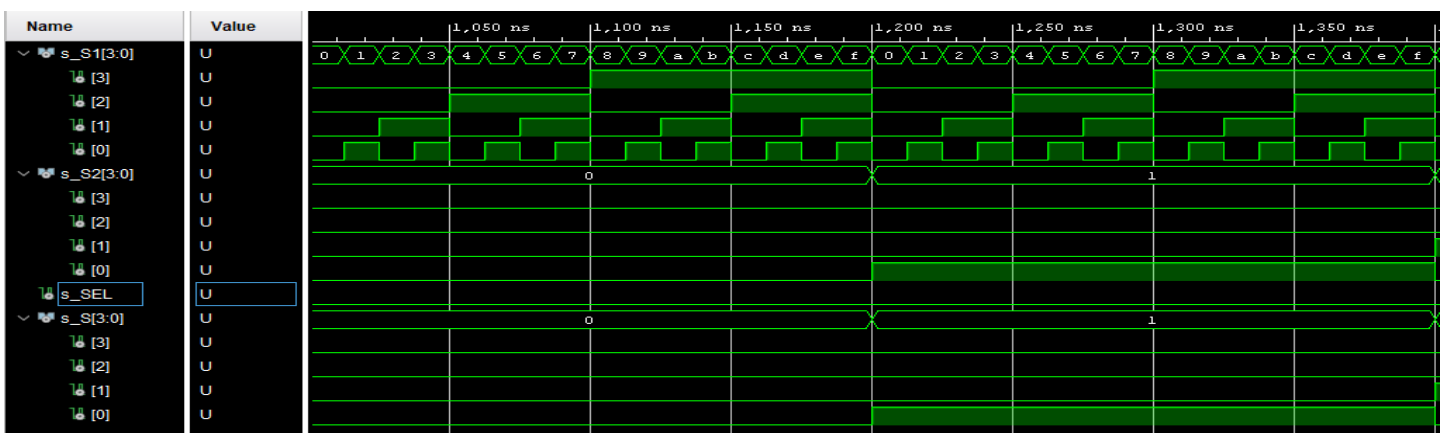 Name Value 1,050 ns 1,100 ns 1,150 ns 1,200 ns 1,250 ns 1,300 ns 1,350 ns
s_S1[3:0] U 0 1 2 3 4 5 6 7 8 9 a b c d e f 0 1 2 3 4 5 6 7 8 9 a b c d e f
[3] U
[2] U
[1] U
[0] U
s_S2[3:0] U 0 1
[3] U
[2] U
[1] U
[0] U
s_SEL U
s_S[3:0] U 0 1
[3] U
[2] U
[1] U
[0] U